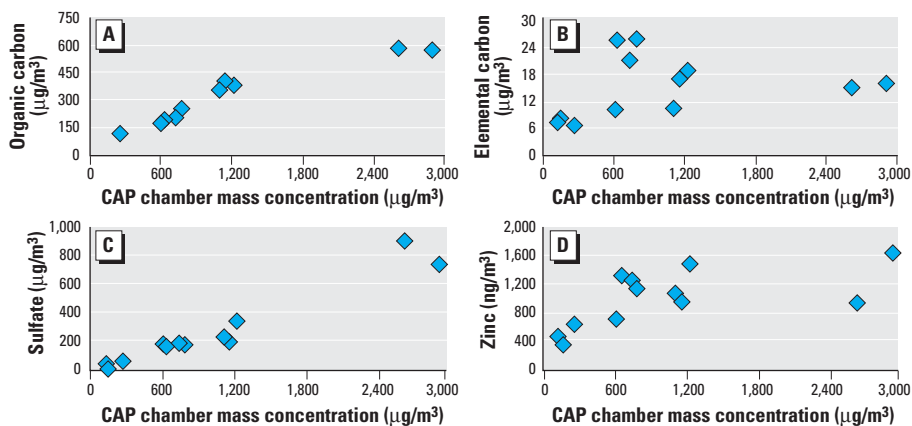 A
Organic carbon
(µg/m³)
750
600
450
300
150
0
0 600 1,200 1,800 2,400 3,000
CAP chamber mass concentration (µg/m³)
B
Elemental carbon
(µg/m³)
30
24
18
12
6
0
0 600 1,200 1,800 2,400 3,000
CAP chamber mass concentration (µg/m³)
C
Sulfate (µg/m³)
1,000
800
600
400
200
0
0 600 1,200 1,800 2,400 3,000
CAP chamber mass concentration (µg/m³)
D
Zinc (ng/m³)
2,000
1,600
1,200
800
400
0
0 600 1,200 1,800 2,400 3,000
CAP chamber mass concentration (µg/m³)